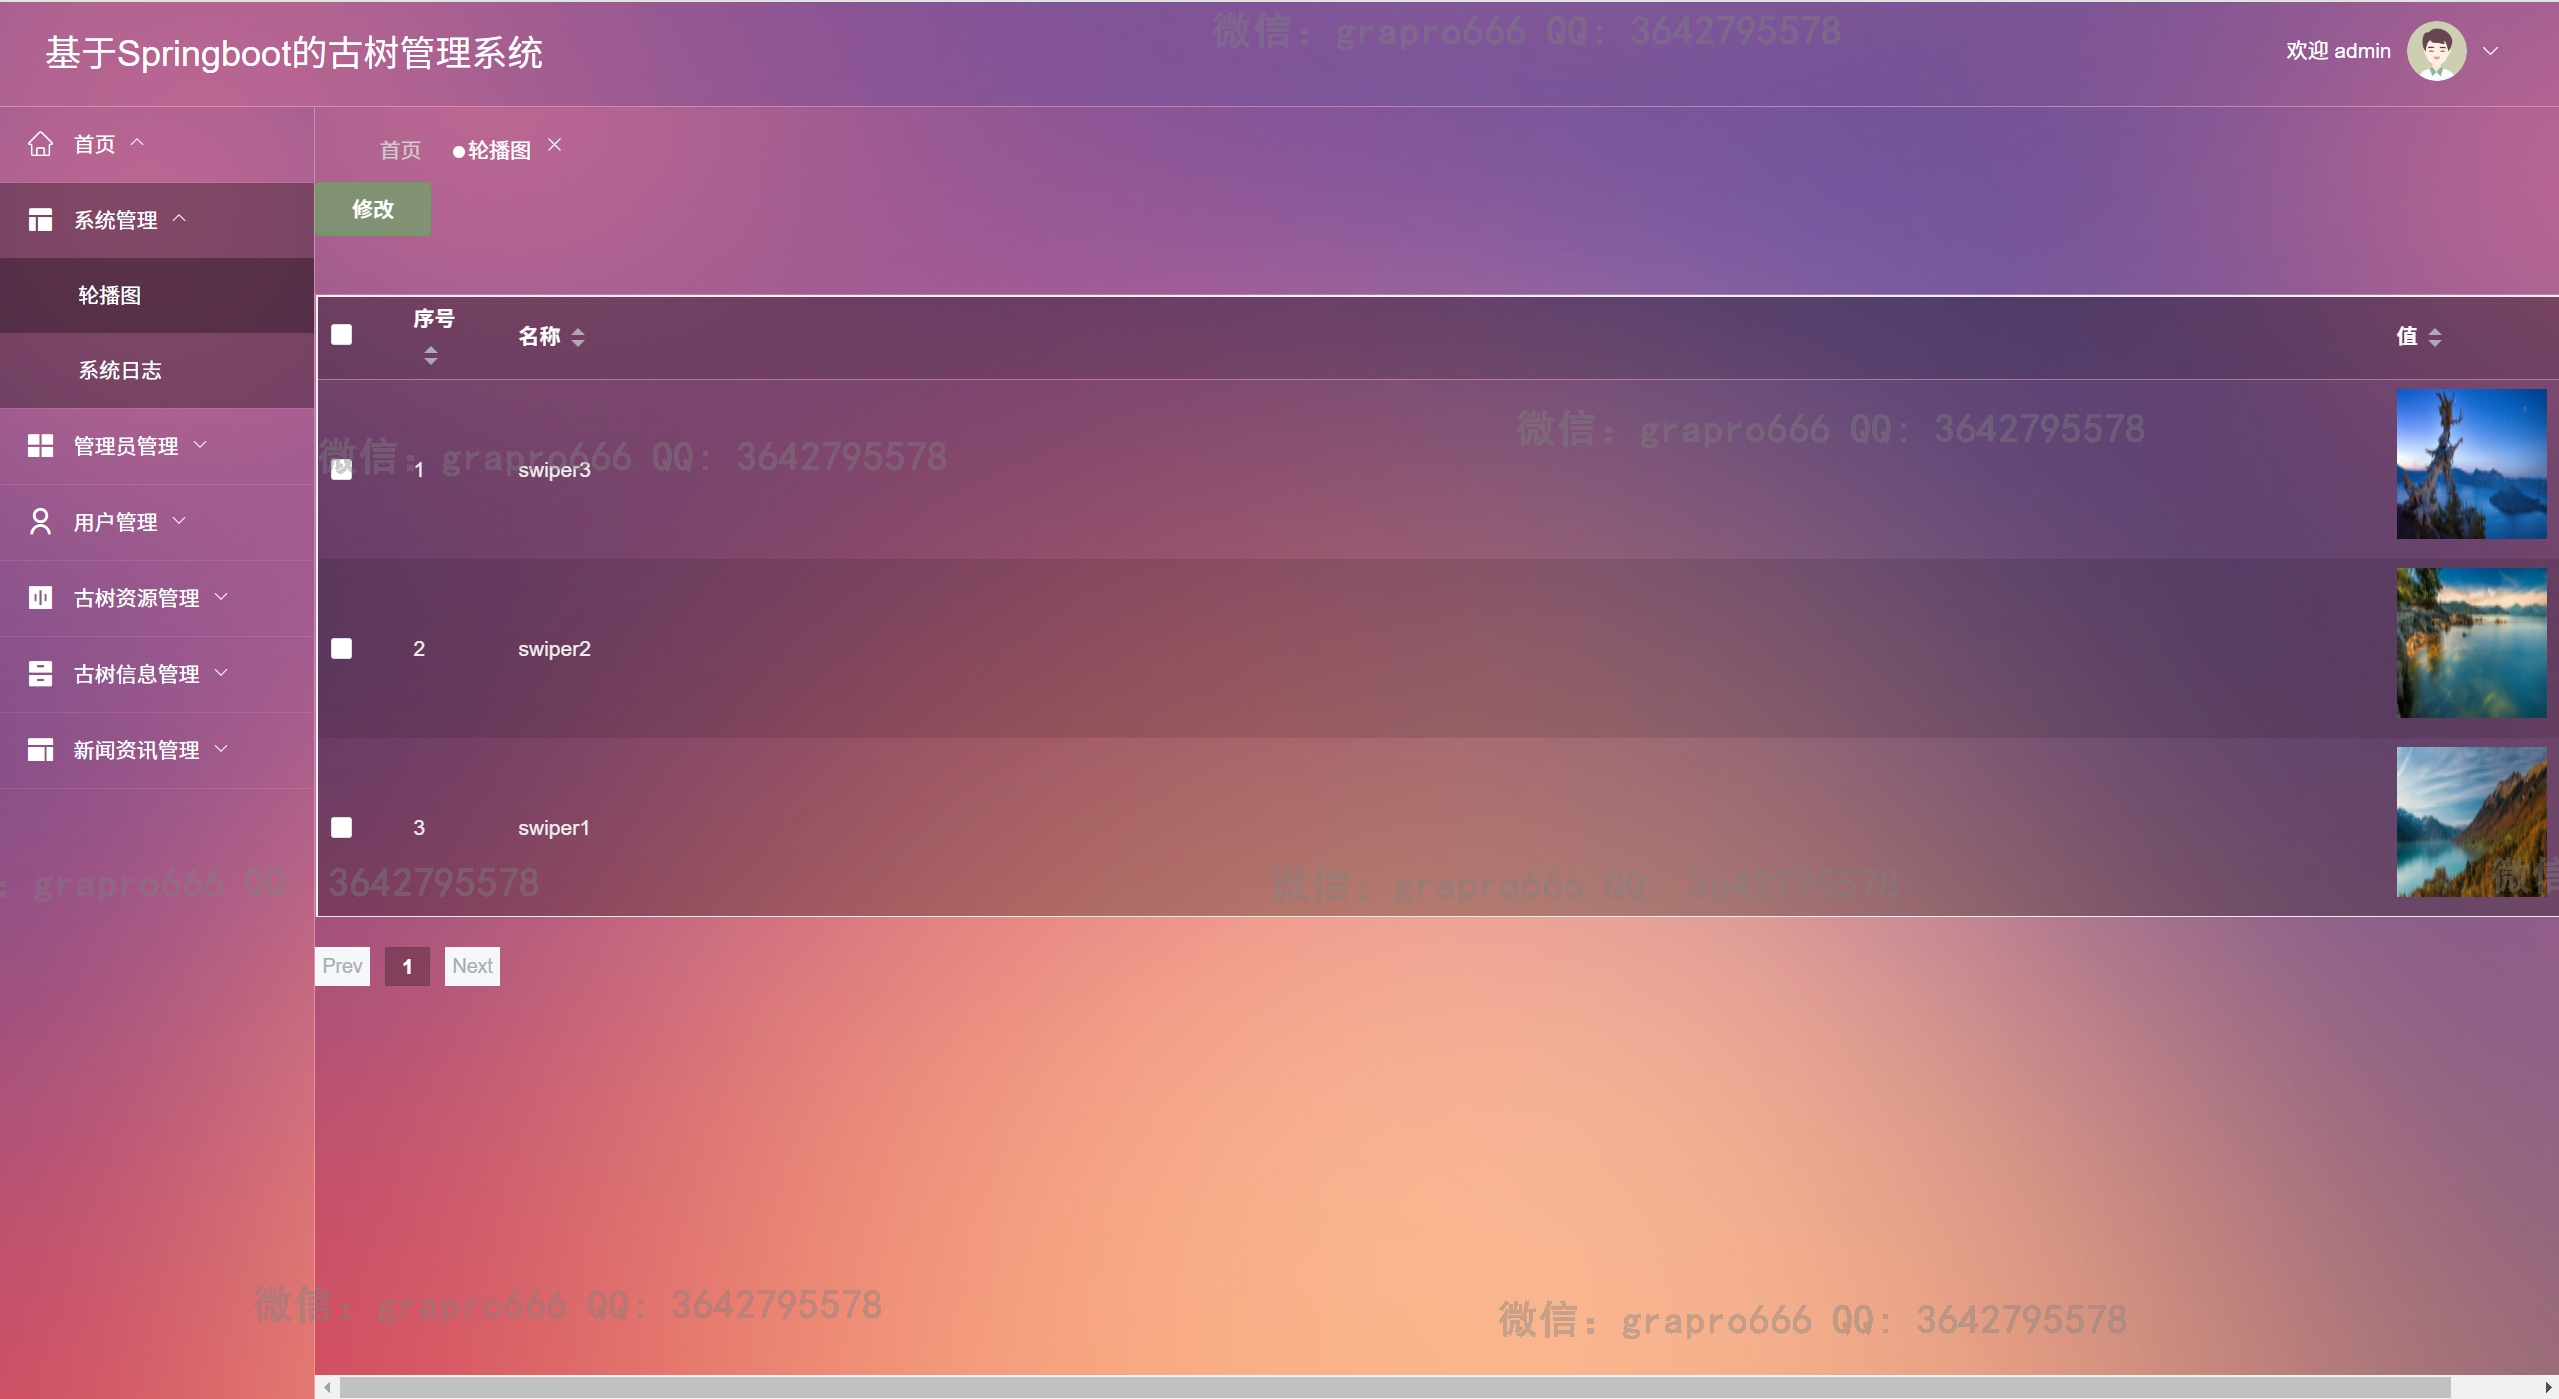 微信: grapro666 QQ: 3642795578
基于Springboot的古树管理系统
欢迎 admin
首页
系统管理
轮播图
系统日志
管理员管理
用户管理
古树资源管理
古树信息管理
新闻资讯管理
首页 轮播图
修改
序号 名称 值
微信: grapro666 QQ: 3642795578
微信: grapro666 QQ: 3642795578
1 swiper3
2 swiper2
3 swiper1
: grapro666 QQ: 3642795578
微信: grapro666 QQ: 3642795578
微信
Prev 1 Next
微信: grapro666 QQ: 3642795578
微信: grapro666 QQ: 3642795578